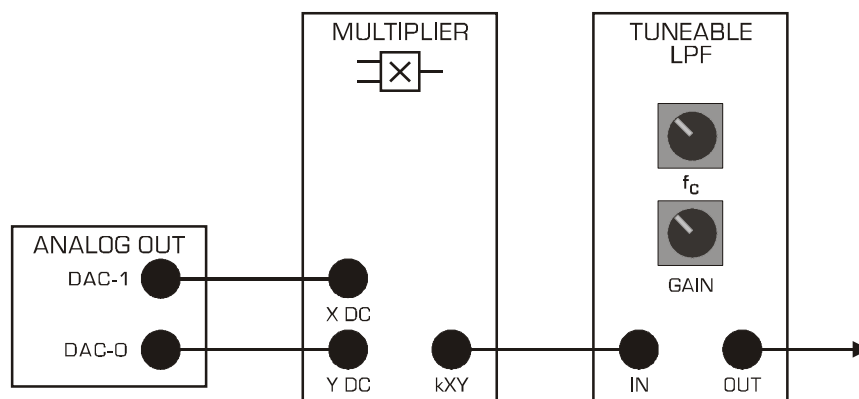 MULTIPLIER
TUNEABLE
LPF
fC
GAIN
ANALOG OUT
DAC-1
DAC-0
X DC
Y DC
kXY
IN
OUT